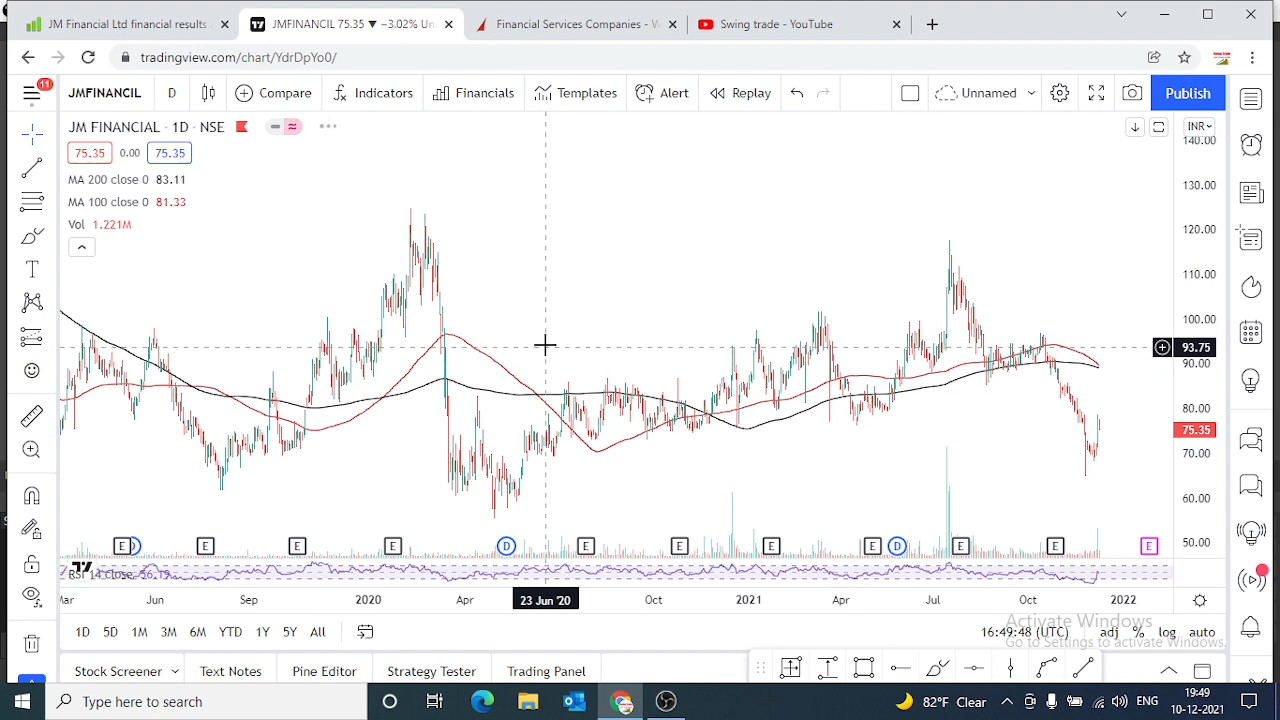 JM Financial Ltd financial results
JMFINANCIL 75.35 ▼ −3.02% Un
Financial Services Companies - W
Swing trade - YouTube
tradingview.com/chart/YdrDpYo0/
11
JMFINANCIL
D
Compare
Indicators
Financials
Templates
Alert
Replay
Unnamed
Publish
JM FINANCIAL · 1D · NSE
INR
75.35 0.00 75.35
MA 200 close 0 83.11
MA 100 close 0 81.33
Vol 1.221M
140.00
130.00
120.00
110.00
100.00
93.75
90.00
80.00
75.35
70.00
60.00
50.00
E D E E E D E E E E D E E E
RSI 14 close 56.19
Mar Jun Sep 2020 Apr 23 Jun '20 Oct 2021 Apr Jul Oct 2022
Activate Windows
Go to Settings to activate Windows.
1D 5D 1M 3M 6M YTD 1Y 5Y All
16:49:48 (UTC) adj % log auto
Stock Screener
Text Notes
Pine Editor
Strategy Tester
Trading Panel
Type here to search
82°F Clear
ENG
19:49
10-12-2021